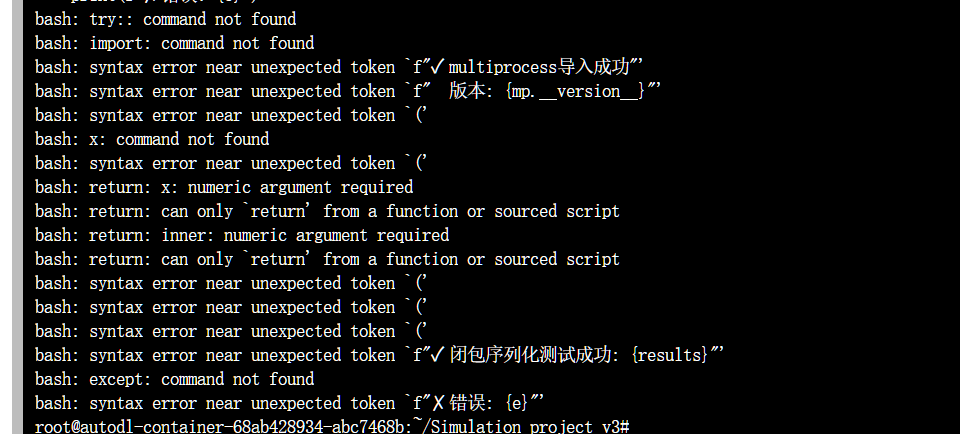 bash: try:: command not found
bash: import: command not found
bash: syntax error near unexpected token `f"✓ multiprocess导入成功"'
bash: syntax error near unexpected token `f"  版本: {mp.__version__}"'
bash: syntax error near unexpected token `('
bash: x: command not found
bash: syntax error near unexpected token `('
bash: return: x: numeric argument required
bash: return: can only `return' from a function or sourced script
bash: return: inner: numeric argument required
bash: return: can only `return' from a function or sourced script
bash: syntax error near unexpected token `('
bash: syntax error near unexpected token `('
bash: syntax error near unexpected token `('
bash: syntax error near unexpected token `f"✓ 闭包序列化测试成功: {results}"'
bash: except: command not found
bash: syntax error near unexpected token `f"✗ 错误: {e}"'
root@autodl-container-68ab428934-abc7468b:~/Simulation_project_v3#